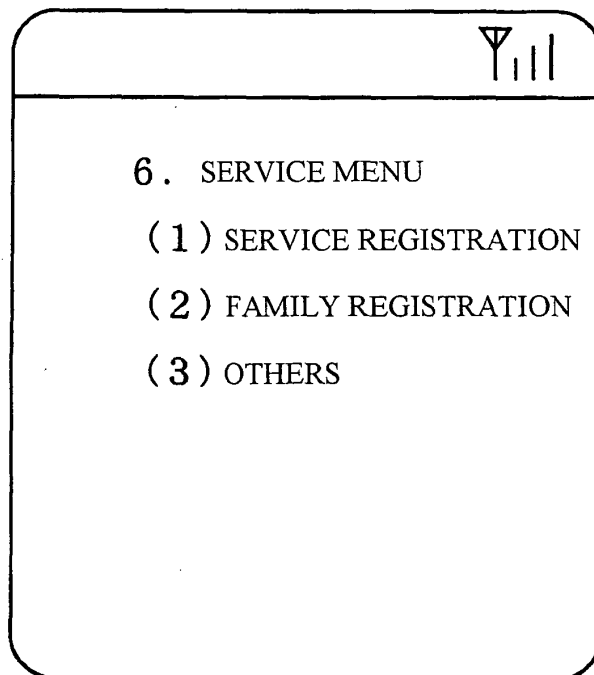 6. SERVICE MENU
(1) SERVICE REGISTRATION
(2) FAMILY REGISTRATION
(3) OTHERS